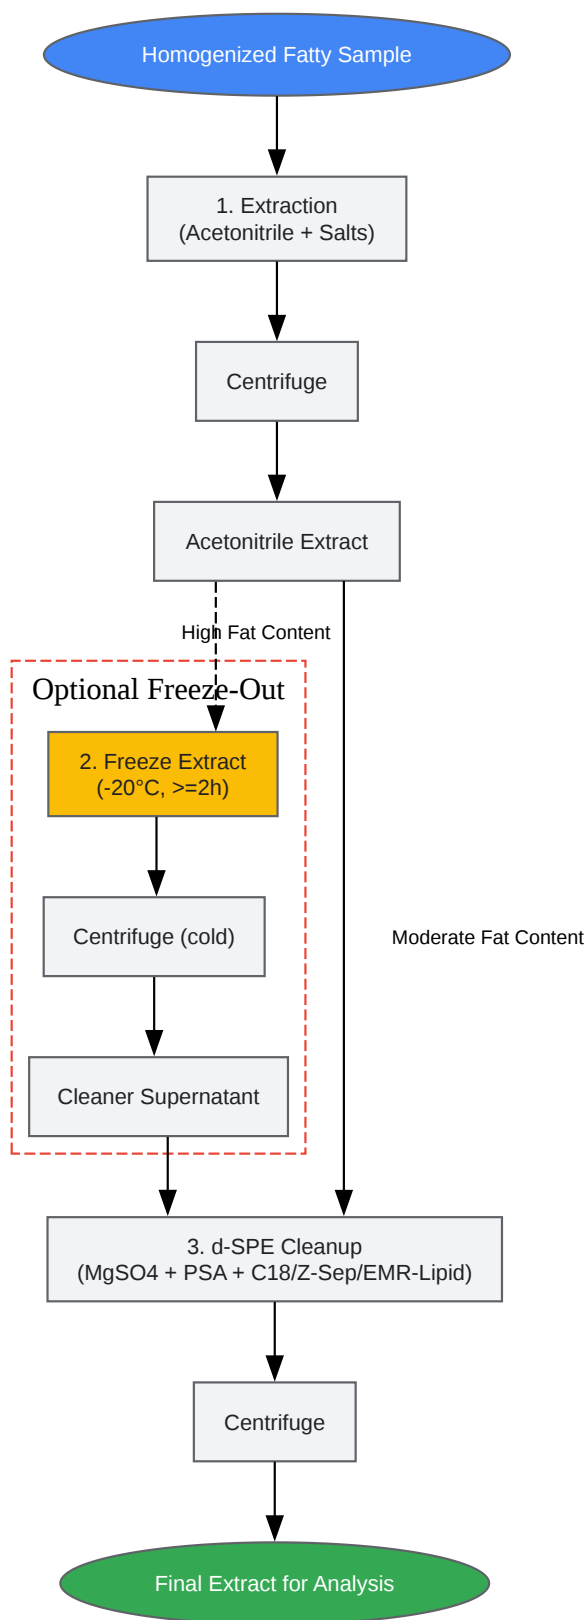 Homogenized Fatty Sample
1. Extraction
(Acetonitrile + Salts)
Centrifuge
Acetonitrile Extract
High Fat Content
Optional Freeze-Out
2. Freeze Extract
(-20°C, >=2h)
Centrifuge (cold)
Moderate Fat Content
Cleaner Supernatant
3. d-SPE Cleanup
(MgSO4 + PSA + C18/Z-Sep/EMR-Lipid)
Centrifuge
Final Extract for Analysis